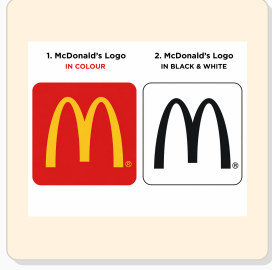 1. McDonald's Logo
IN COLOUR
2. McDonald's Logo
IN BLACK & WHITE
®
®